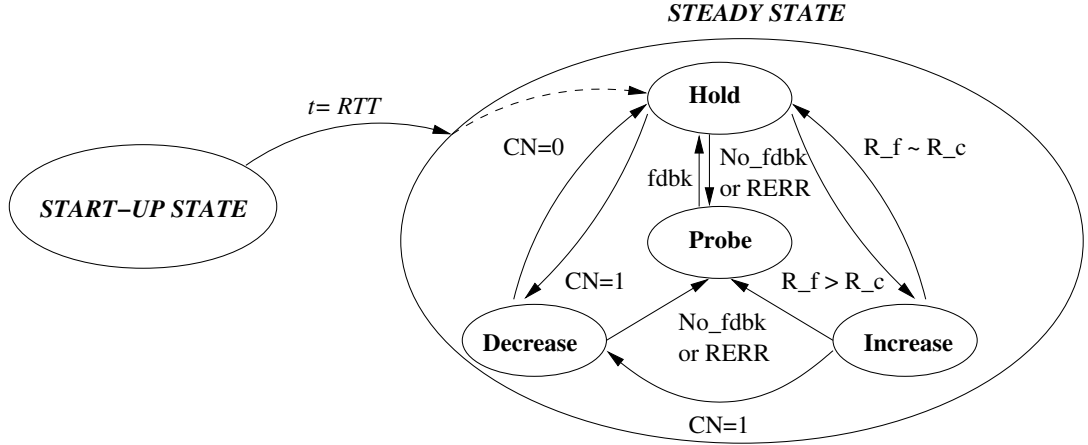 STEADY STATE
Hold
t= RTT
CN=0
R_f ~ R_c
fdbk
No_fdbk
or RERR
START–UP STATE
Probe
CN=1
R_f > R_c
Decrease
No_fdbk
or RERR
Increase
CN=1